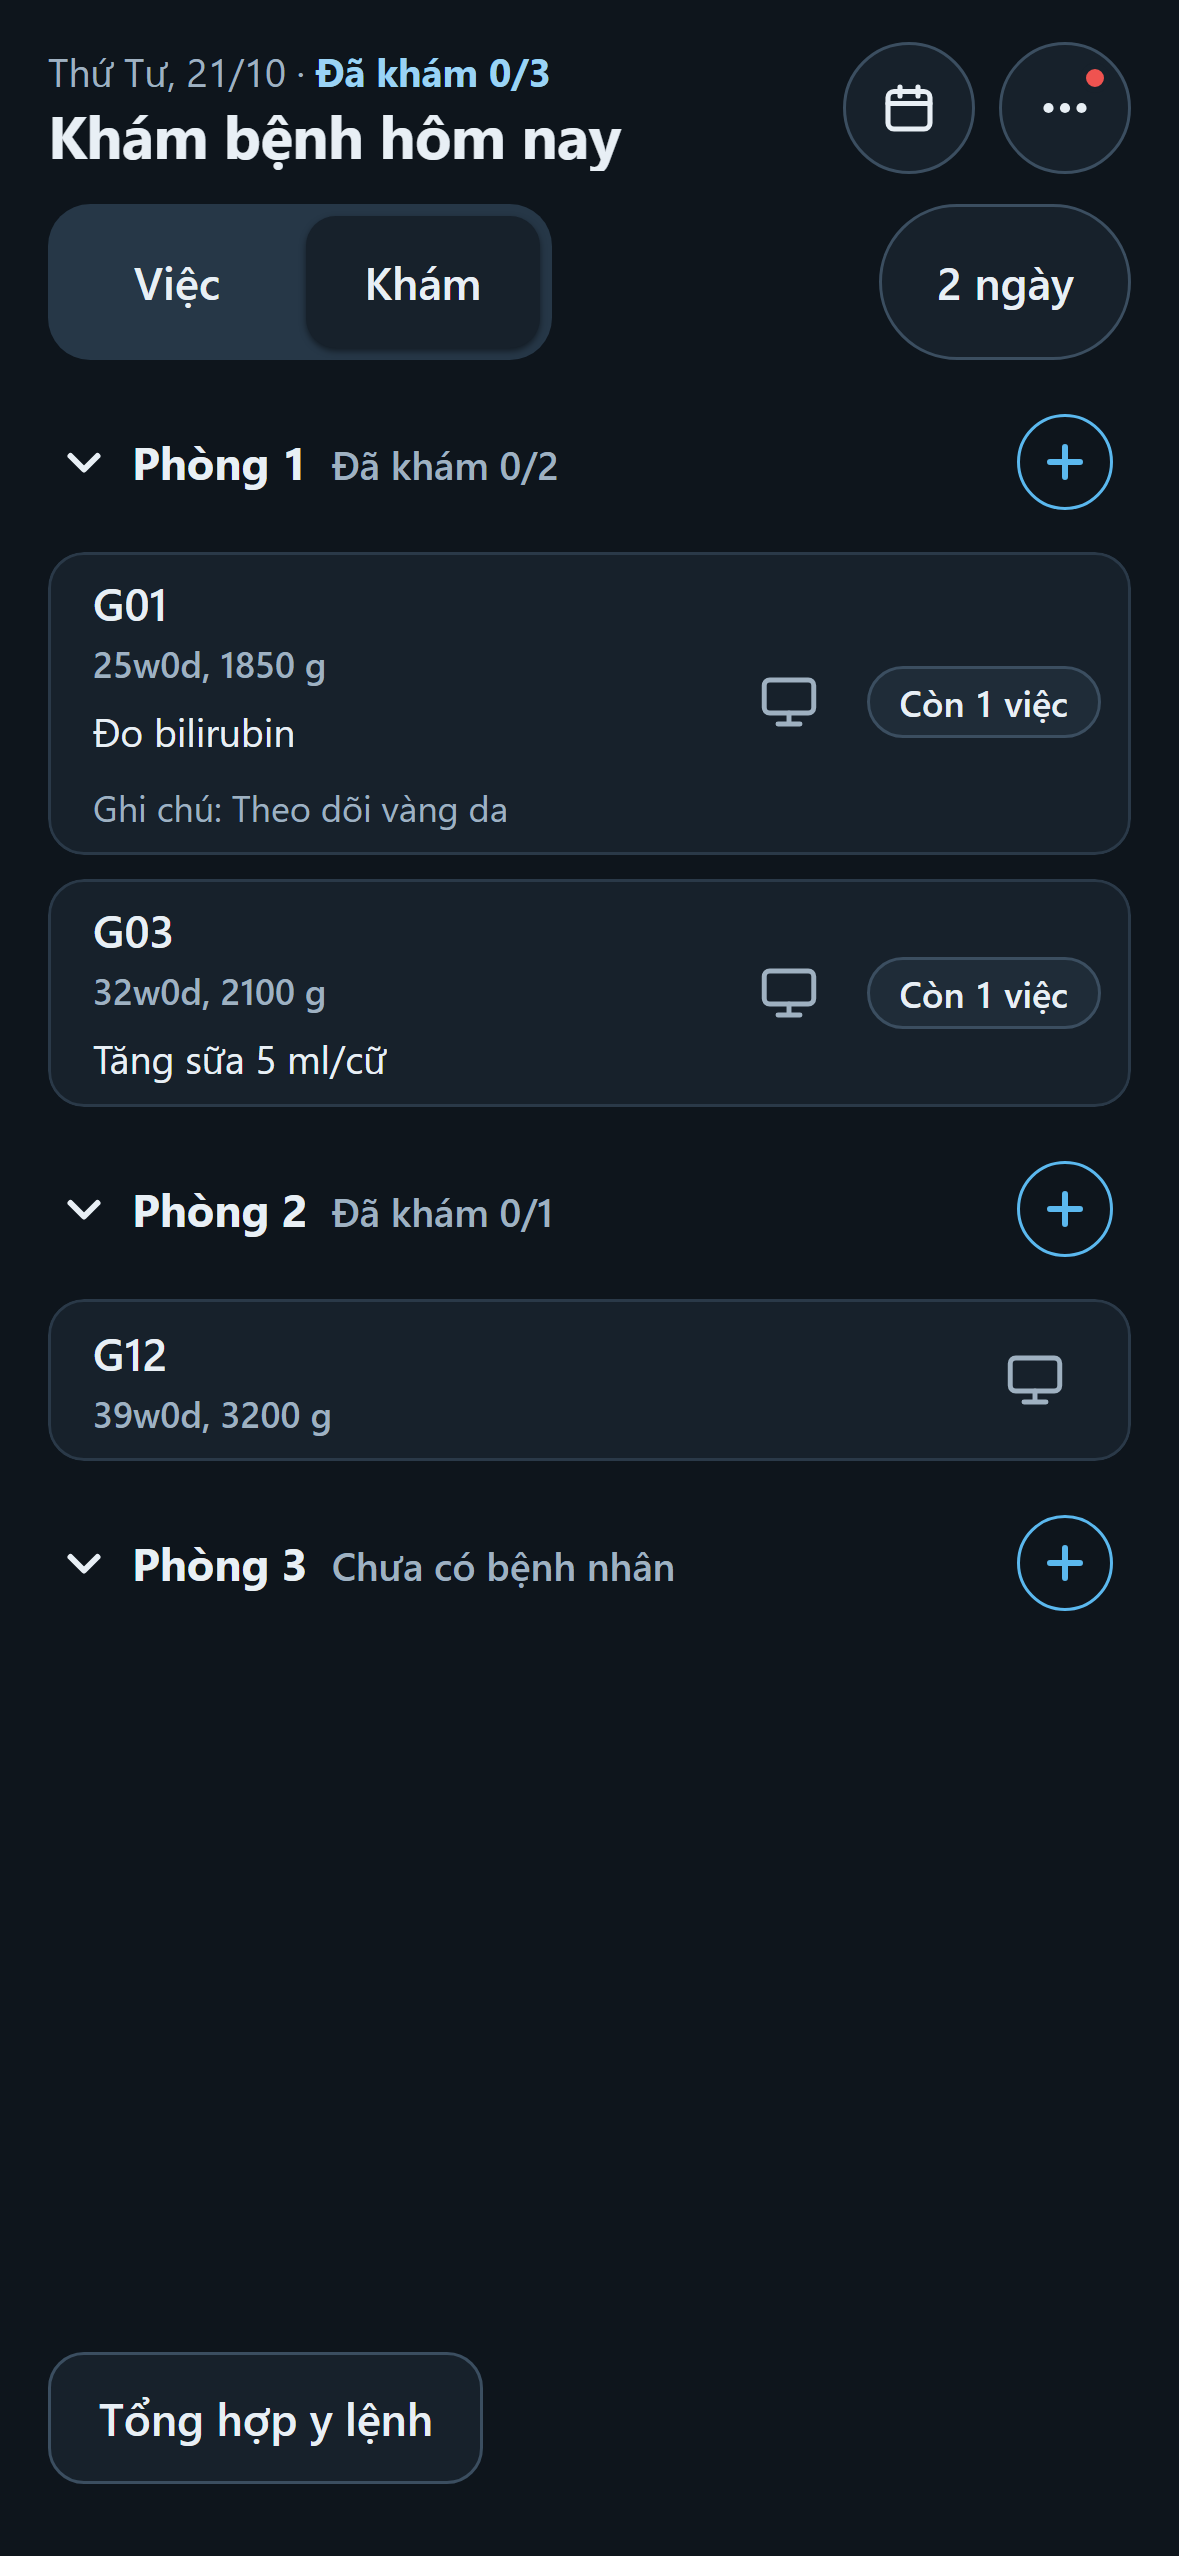 Thứ Tư, 21/10 · Đã khám 0/3
Khám bệnh hôm nay
Việc
Khám
2 ngày
Phòng 1 Đã khám 0/2
G01
25w0d, 1850 g
Đo bilirubin
Ghi chú: Theo dõi vàng da
Còn 1 việc
G03
32w0d, 2100 g
Tăng sữa 5 ml/cữ
Còn 1 việc
Phòng 2 Đã khám 0/1
G12
39w0d, 3200 g
Phòng 3 Chưa có bệnh nhân
Tổng hợp y lệnh